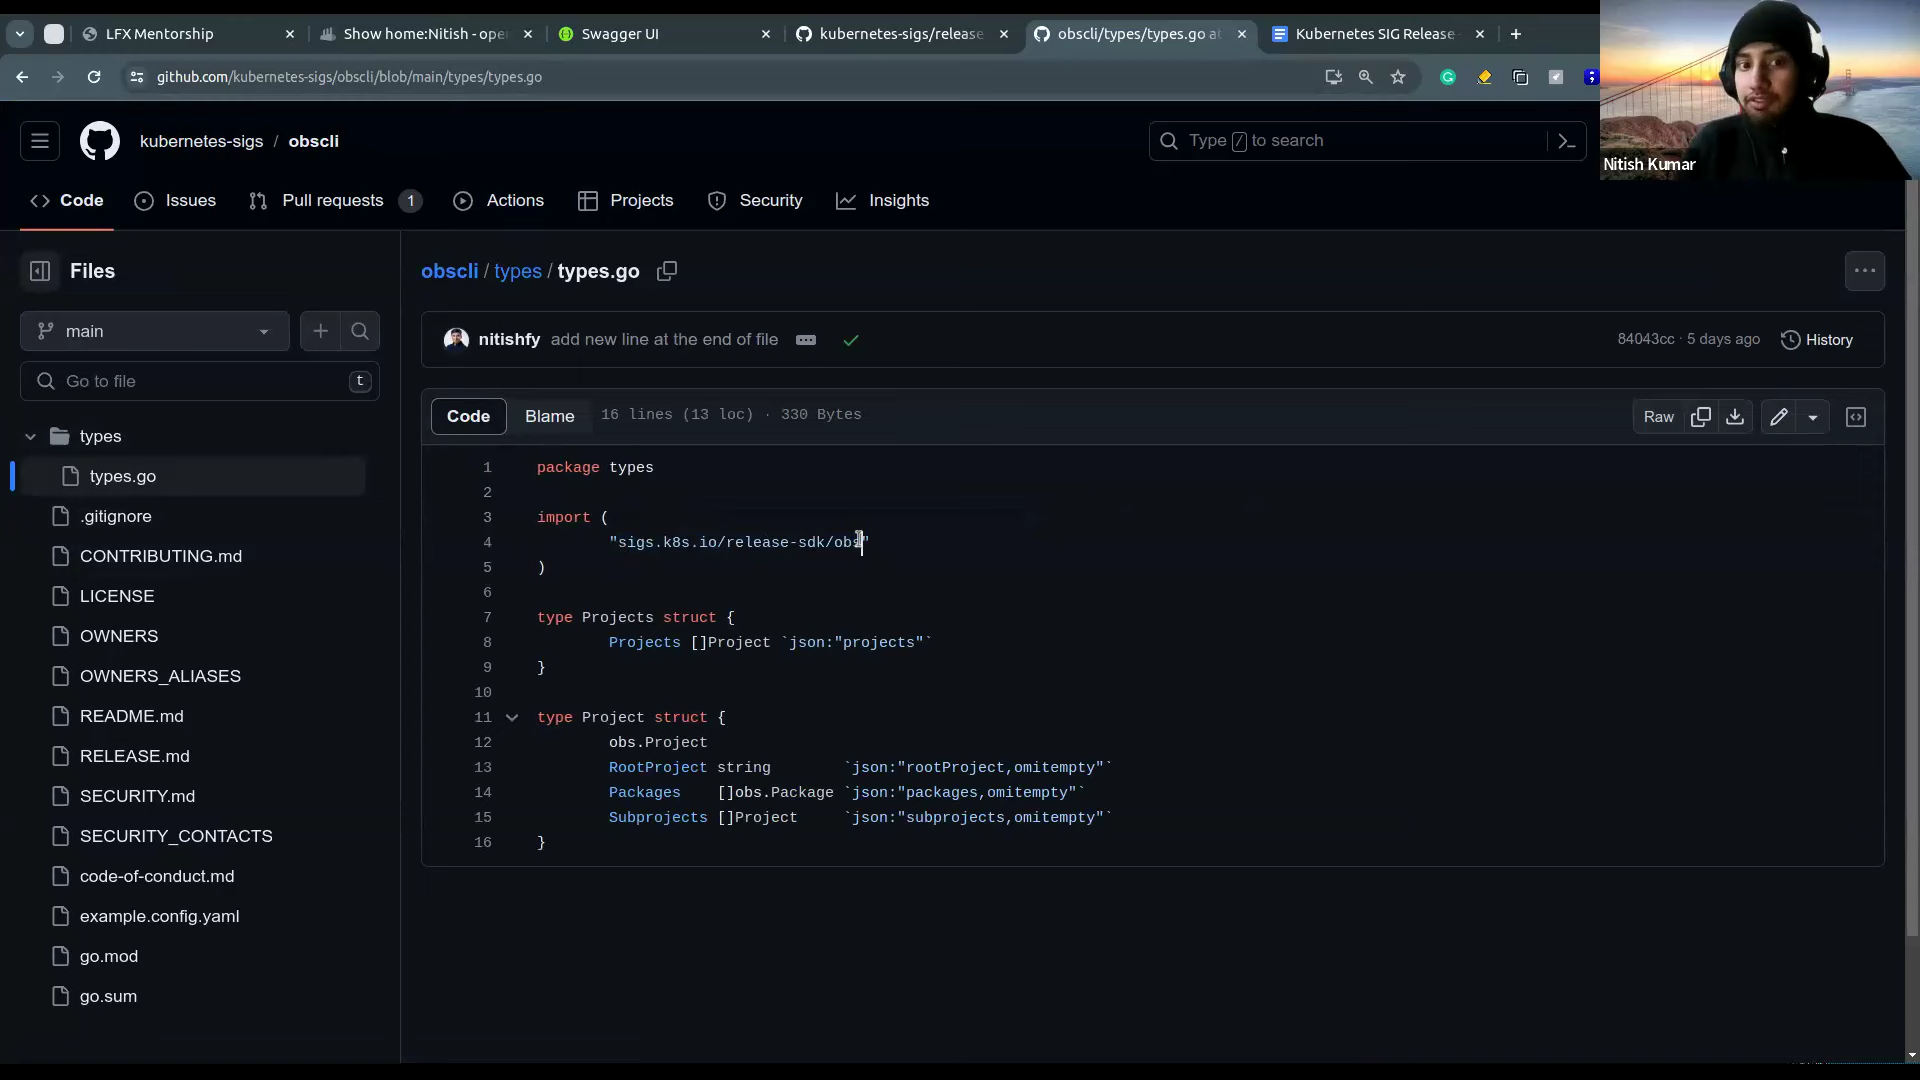 LFX Mentorship
Show home:Nitish - ope
Swagger UI
kubernetes-sigs/release
obscli/types/types.go at
Kubernetes SIG Release
github.com/kubernetes-sigs/obscli/blob/main/types/types.go
Nitish Kumar
kubernetes-sigs / obscli
Type / to search
Code
Issues
Pull requests 1
Actions
Projects
Security
Insights
Files
main
Go to file t
types
types.go
.gitignore
CONTRIBUTING.md
LICENSE
OWNERS
OWNERS_ALIASES
README.md
RELEASE.md
SECURITY.md
SECURITY_CONTACTS
code-of-conduct.md
example.config.yaml
go.mod
go.sum
obscli / types / types.go
nitishfy add new line at the end of file
84043cc · 5 days ago
History
Code
Blame
16 lines (13 loc) · 330 Bytes
Raw
1 package types
2
3 import (
4 "sigs.k8s.io/release-sdk/obs"
5 )
6
7 type Projects struct {
8 Projects []Project `json:"projects"`
9 }
10
11 type Project struct {
12 obs.Project
13 RootProject string `json:"rootProject,omitempty"`
14 Packages []obs.Package `json:"packages,omitempty"`
15 Subprojects []Project `json:"subprojects,omitempty"`
16 }